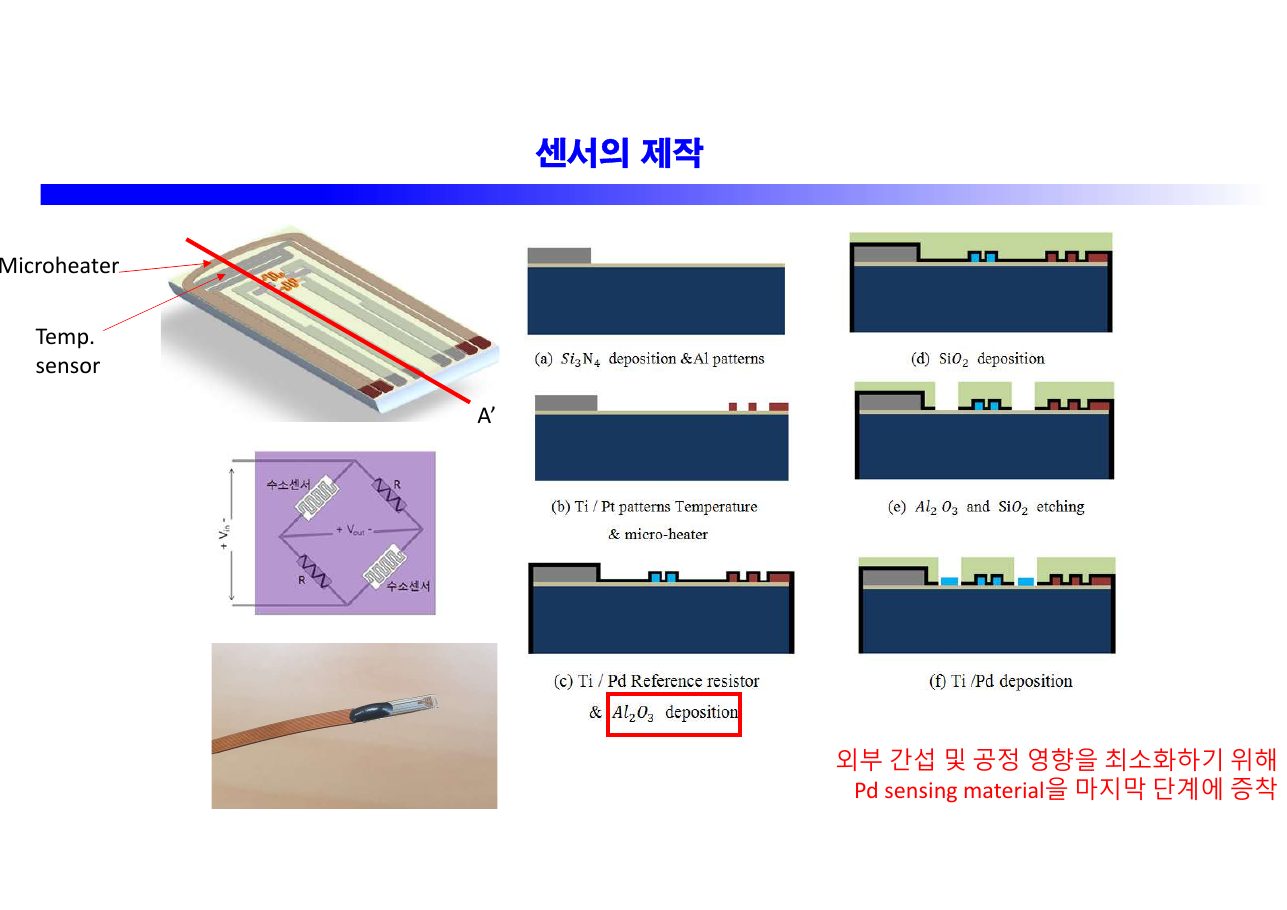 센서의 제작
Microheater
Temp.
sensor
A’
수소센서
R
+ Vin -
+ Vout -
R
수소센서
(a) Si3N4 deposition &Al patterns
(b) Ti / Pt patterns Temperature
& micro-heater
(c) Ti / Pd Reference resistor
& Al2O3 deposition
(d) SiO2 deposition
(e) Al2 O3 and SiO2 etching
(f) Ti /Pd deposition
외부 간섭 및 공정 영향을 최소화하기 위해
Pd sensing material을 마지막 단계에 증착